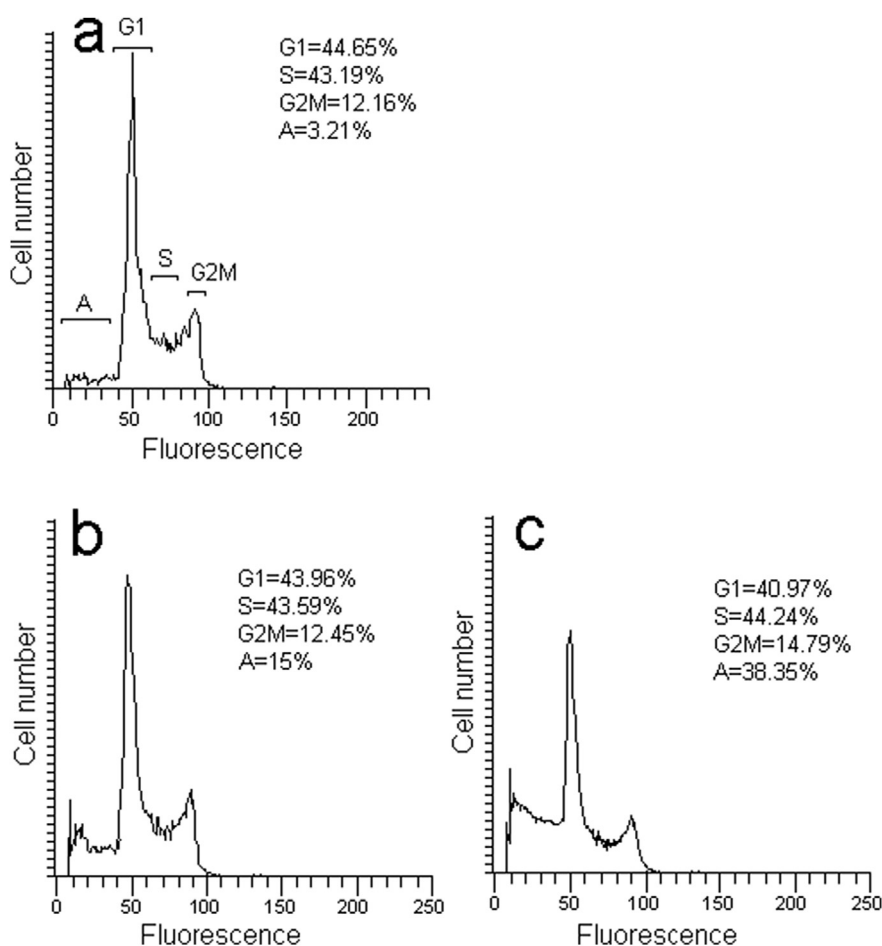 a
G1
G1=44.65%
S=43.19%
G2M=12.16%
A=3.21%
Cell number
S
G2M
A
0 50 100 150 200
Fluorescence
b
G1=43.96%
S=43.59%
G2M=12.45%
A=15%
Cell number
0 50 100 150 200 250
Fluorescence
c
G1=40.97%
S=44.24%
G2M=14.79%
A=38.35%
Cell number
0 50 100 150 200 250
Fluorescence